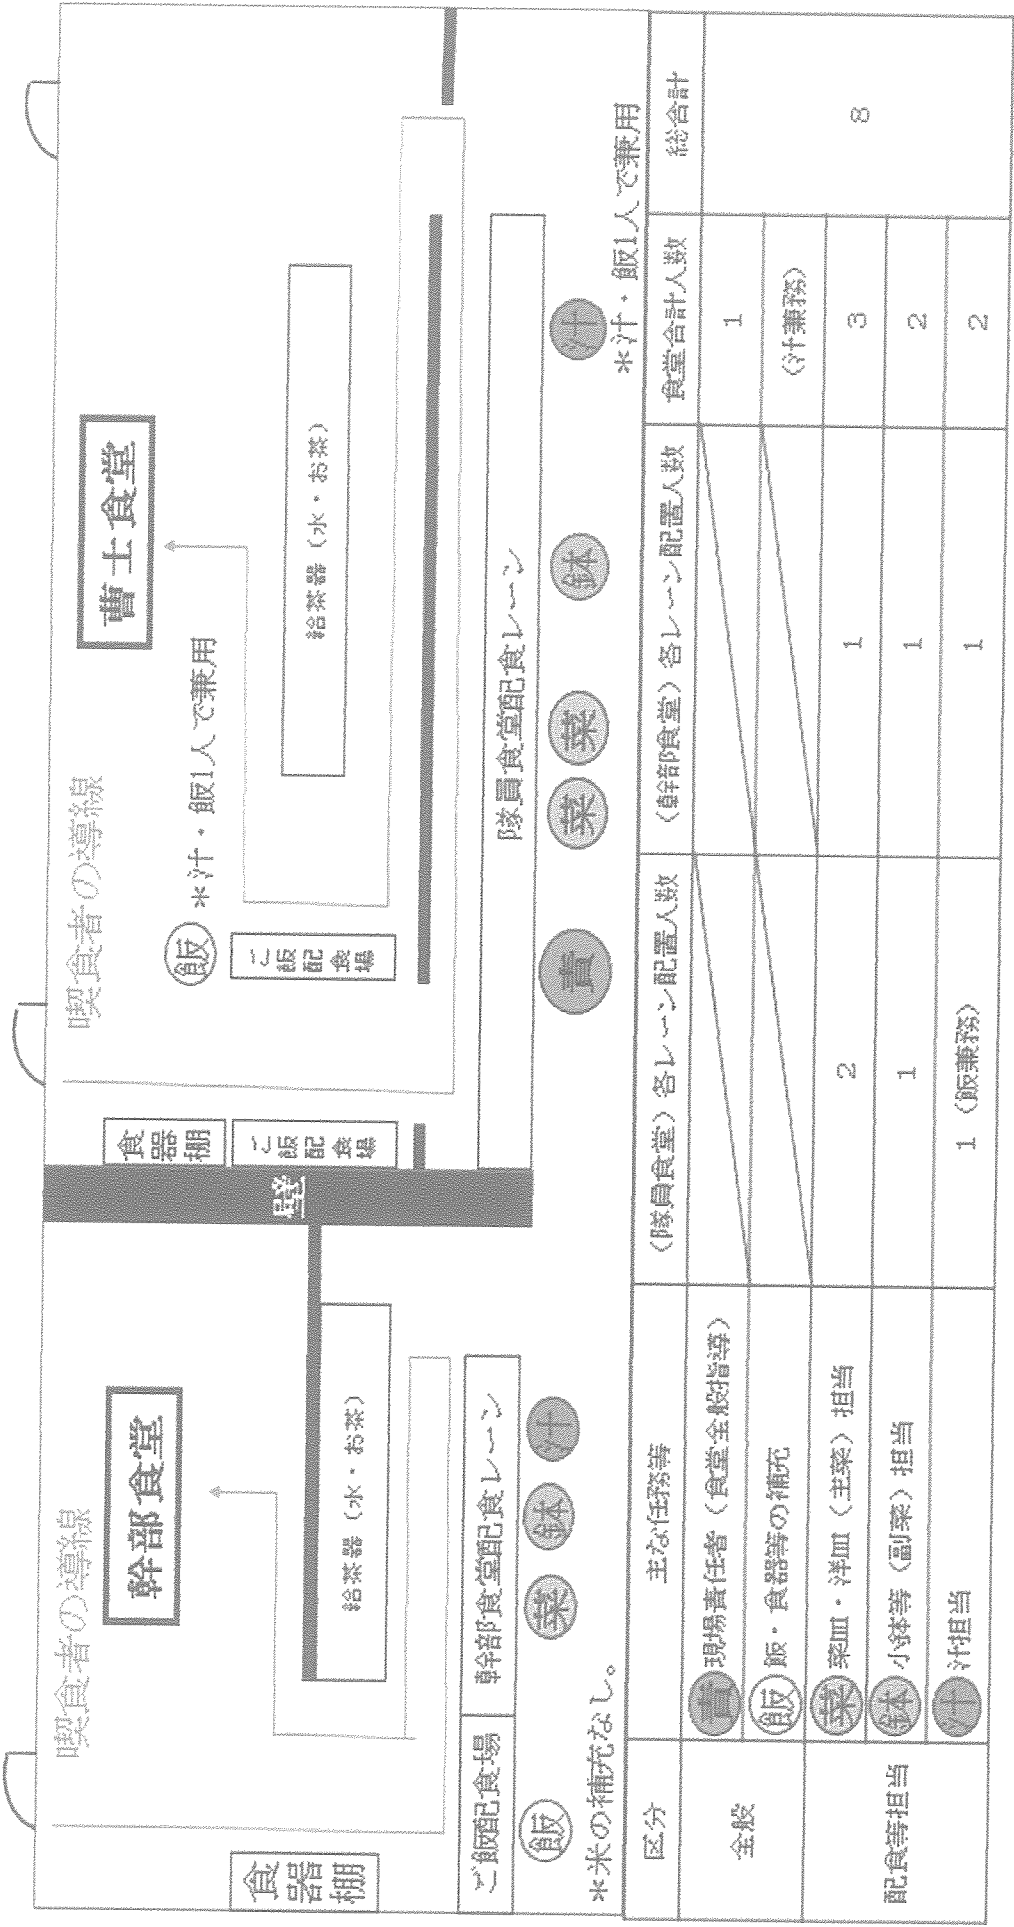 喫食者の導線
喫食者の導線
幹部食堂
曹士食堂
＊汁・飯1人で兼用
飯
食器棚
給茶器（水・お茶）
壁
食器棚
ご飯配食場
ご飯配食場
給茶器（水・お茶）
ご飯配食場
幹部食堂配食レーン
隊員食堂配食レーン
飯
菜
鉢
汁
責
菜
菜
鉢
汁
＊米の補充なし。
＊汁・飯1人で兼用
区分
主な任務等
（隊員食堂）各レーン配置人数
（幹部食堂）各レーン配置人数
食堂合計人数
総合計
全般
責 現場責任者（食堂全般指導）
1
8
飯 飯・食器等の補充
（汁兼務）
配食等担当
菜 菜皿・洋皿（主菜）担当
2
1
3
鉢 小鉢等（副菜）担当
1
1
2
汁 汁担当
1（飯兼務）
1
2